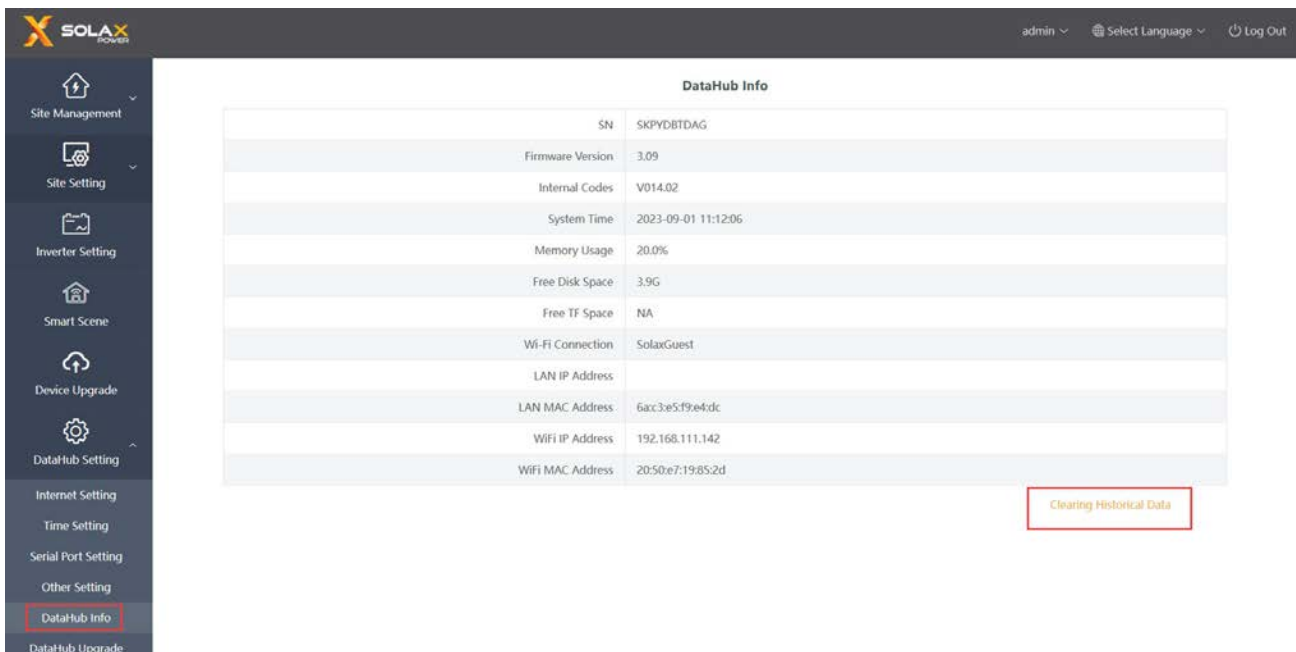 SOLAX
POWER
admin
Select Language
Log Out
Site Management
Site Setting
Inverter Setting
Smart Scene
Device Upgrade
DataHub Setting
Internet Setting
Time Setting
Serial Port Setting
Other Setting
DataHub Info
DataHub Upgrade
DataHub Info
SN SKPYDBTDAG
Firmware Version 3.09
Internal Codes V014.02
System Time 2023-09-01 11:12:06
Memory Usage 20.0%
Free Disk Space 3.9G
Free TF Space NA
Wi-Fi Connection SolaxGuest
LAN IP Address
LAN MAC Address 6a:c3:e5:f9:e4:dc
WiFi IP Address 192.168.111.142
WiFi MAC Address 20:50:e7:19:85:2d
Clearing Historical Data